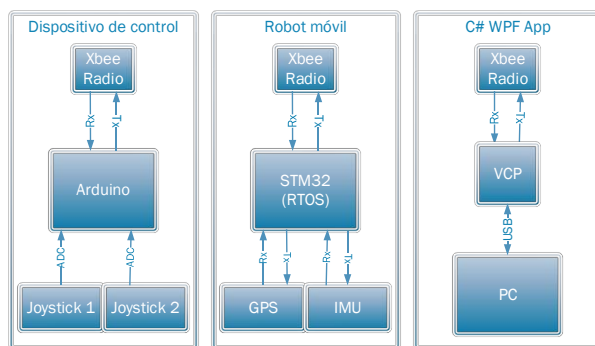 Dispositivo de control
Xbee
Radio
Rx
Tx
Arduino
ADC
ADC
Joystick 1
Joystick 2
Robot móvil
Xbee
Radio
Rx
Tx
STM32
(RTOS)
Rx
Tx
Rx
Tx
GPS
IMU
C# WPF App
Xbee
Radio
Rx
Tx
VCP
USB
PC